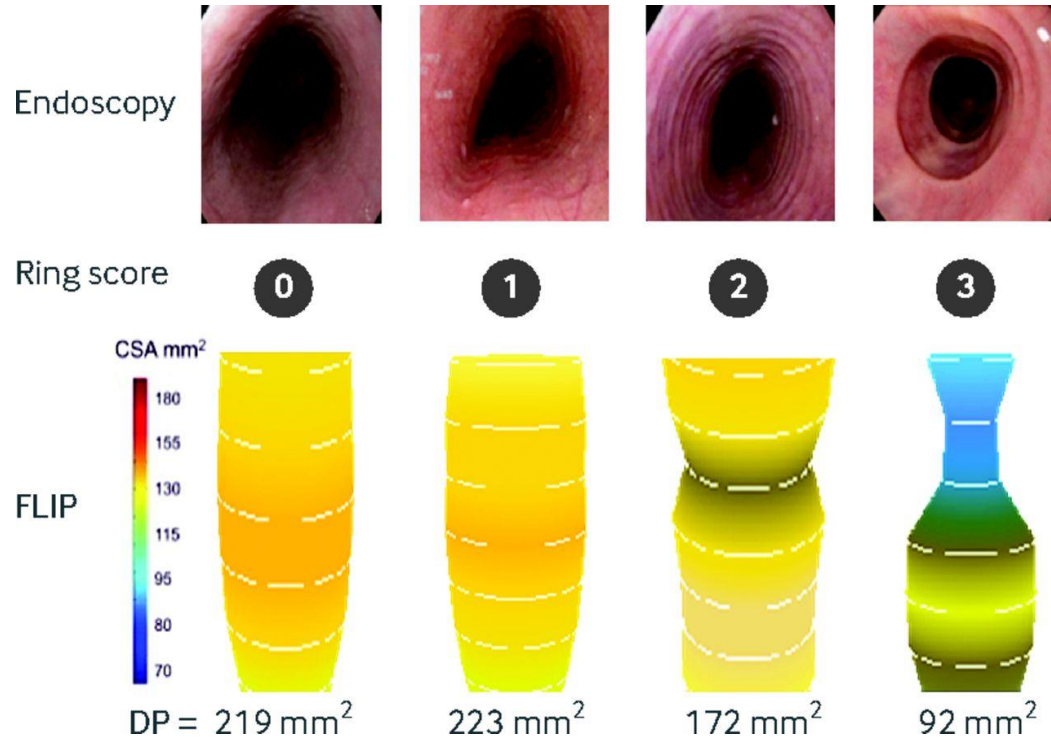 Endoscopy
Ring score
0 1 2 3
CSA mm²
180
155
130
115
95
80
70
FLIP
DP = 219 mm² 223 mm² 172 mm² 92 mm²